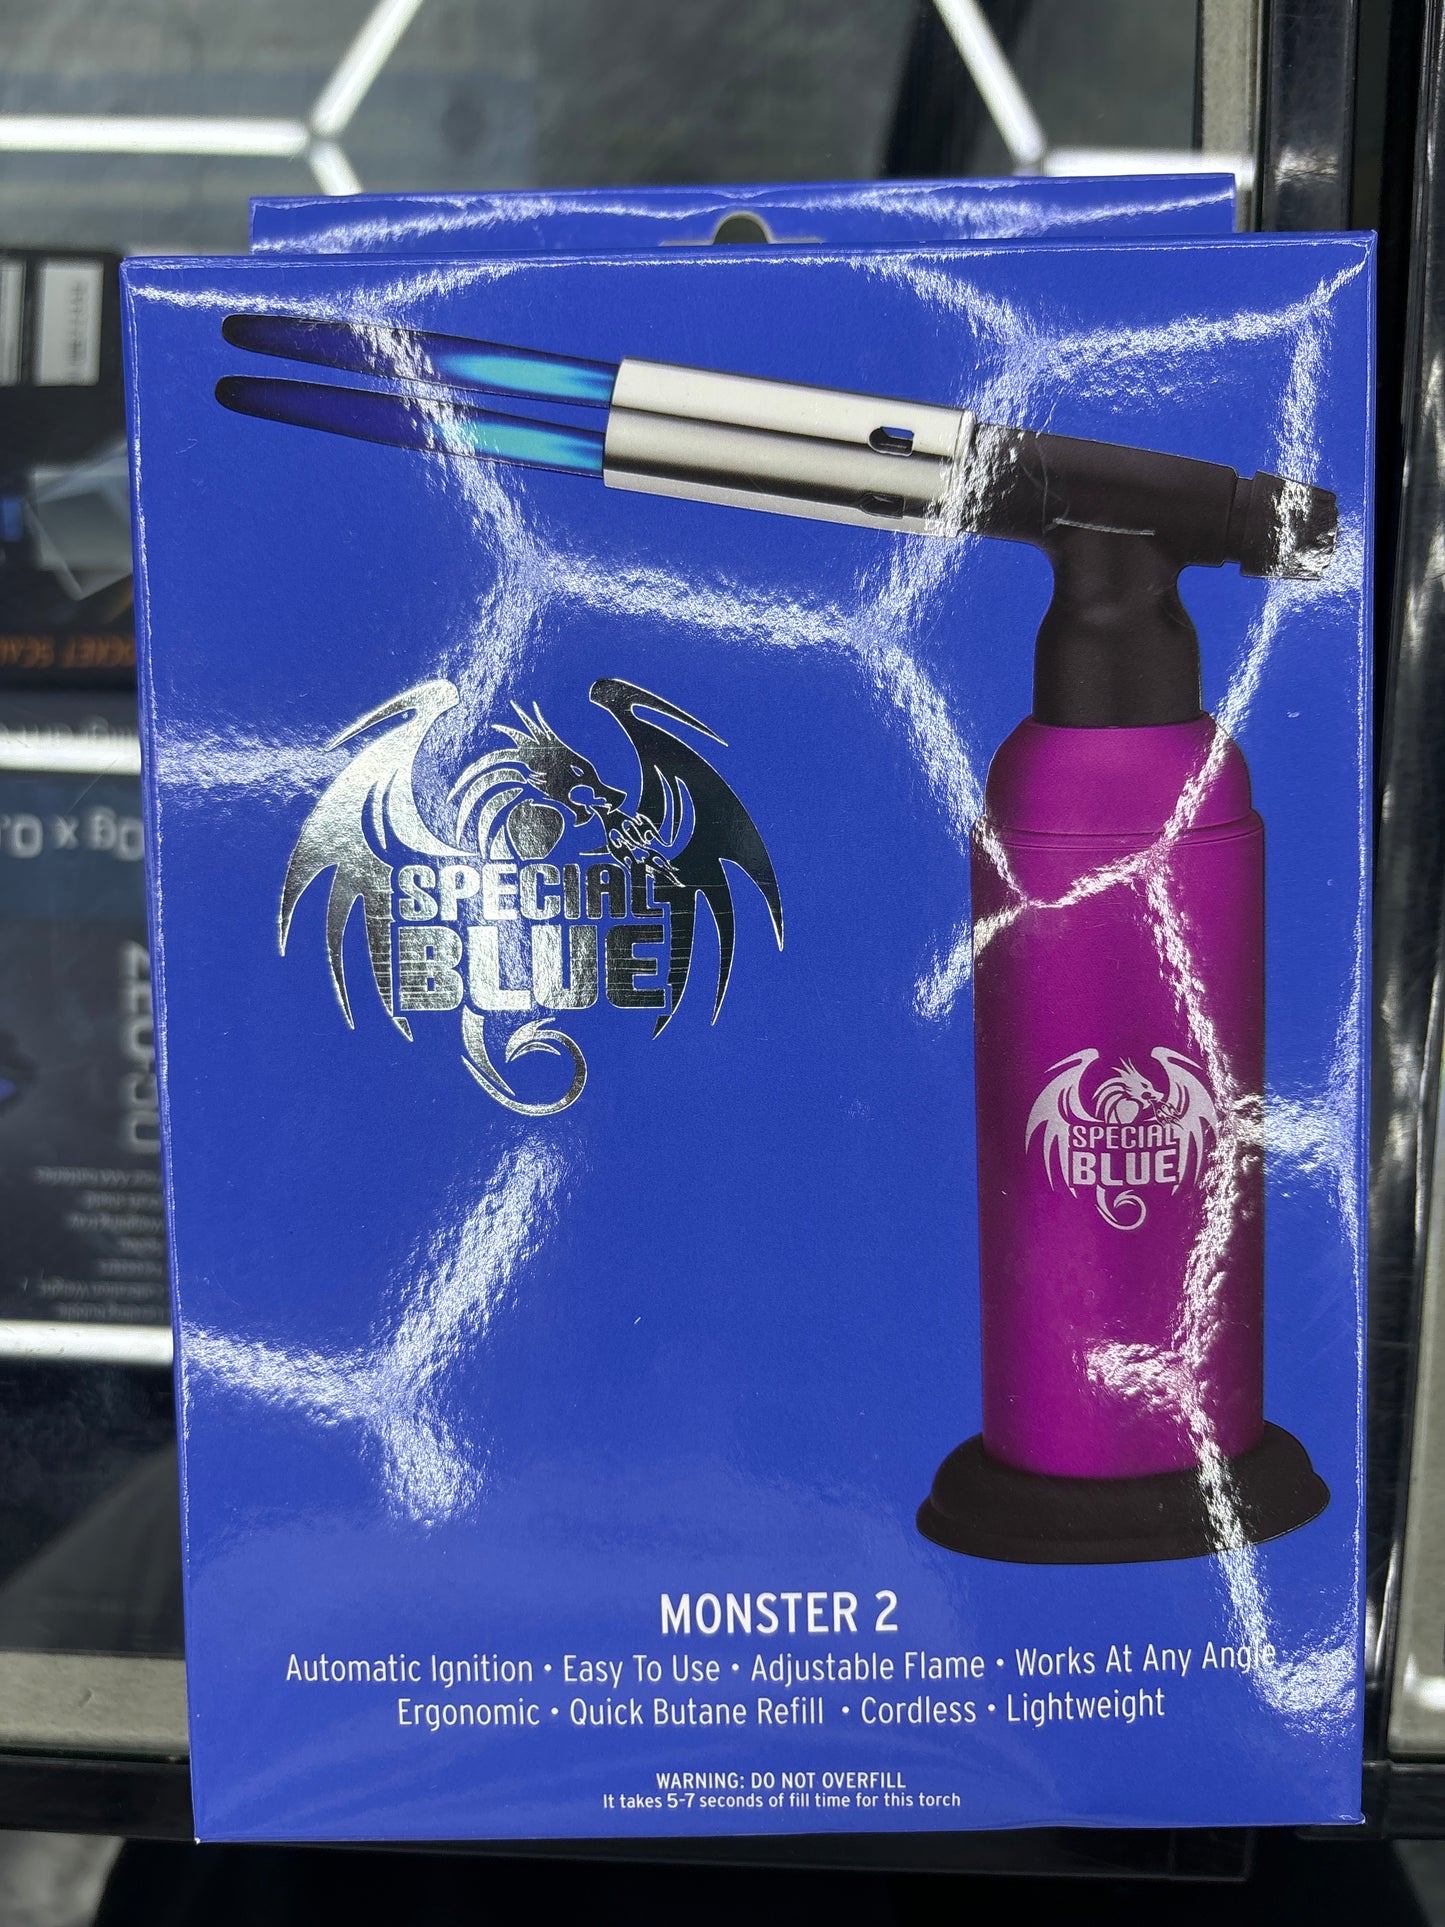 SPECIAL
BLUE
SPECIAL
BLUE
MONSTER 2
Automatic Ignition • Easy To Use • Adjustable Flame • Works At Any Angle
Ergonomic • Quick Butane Refill • Cordless • Lightweight
WARNING: DO NOT OVERFILL
It takes 5-7 seconds of fill time for this torch